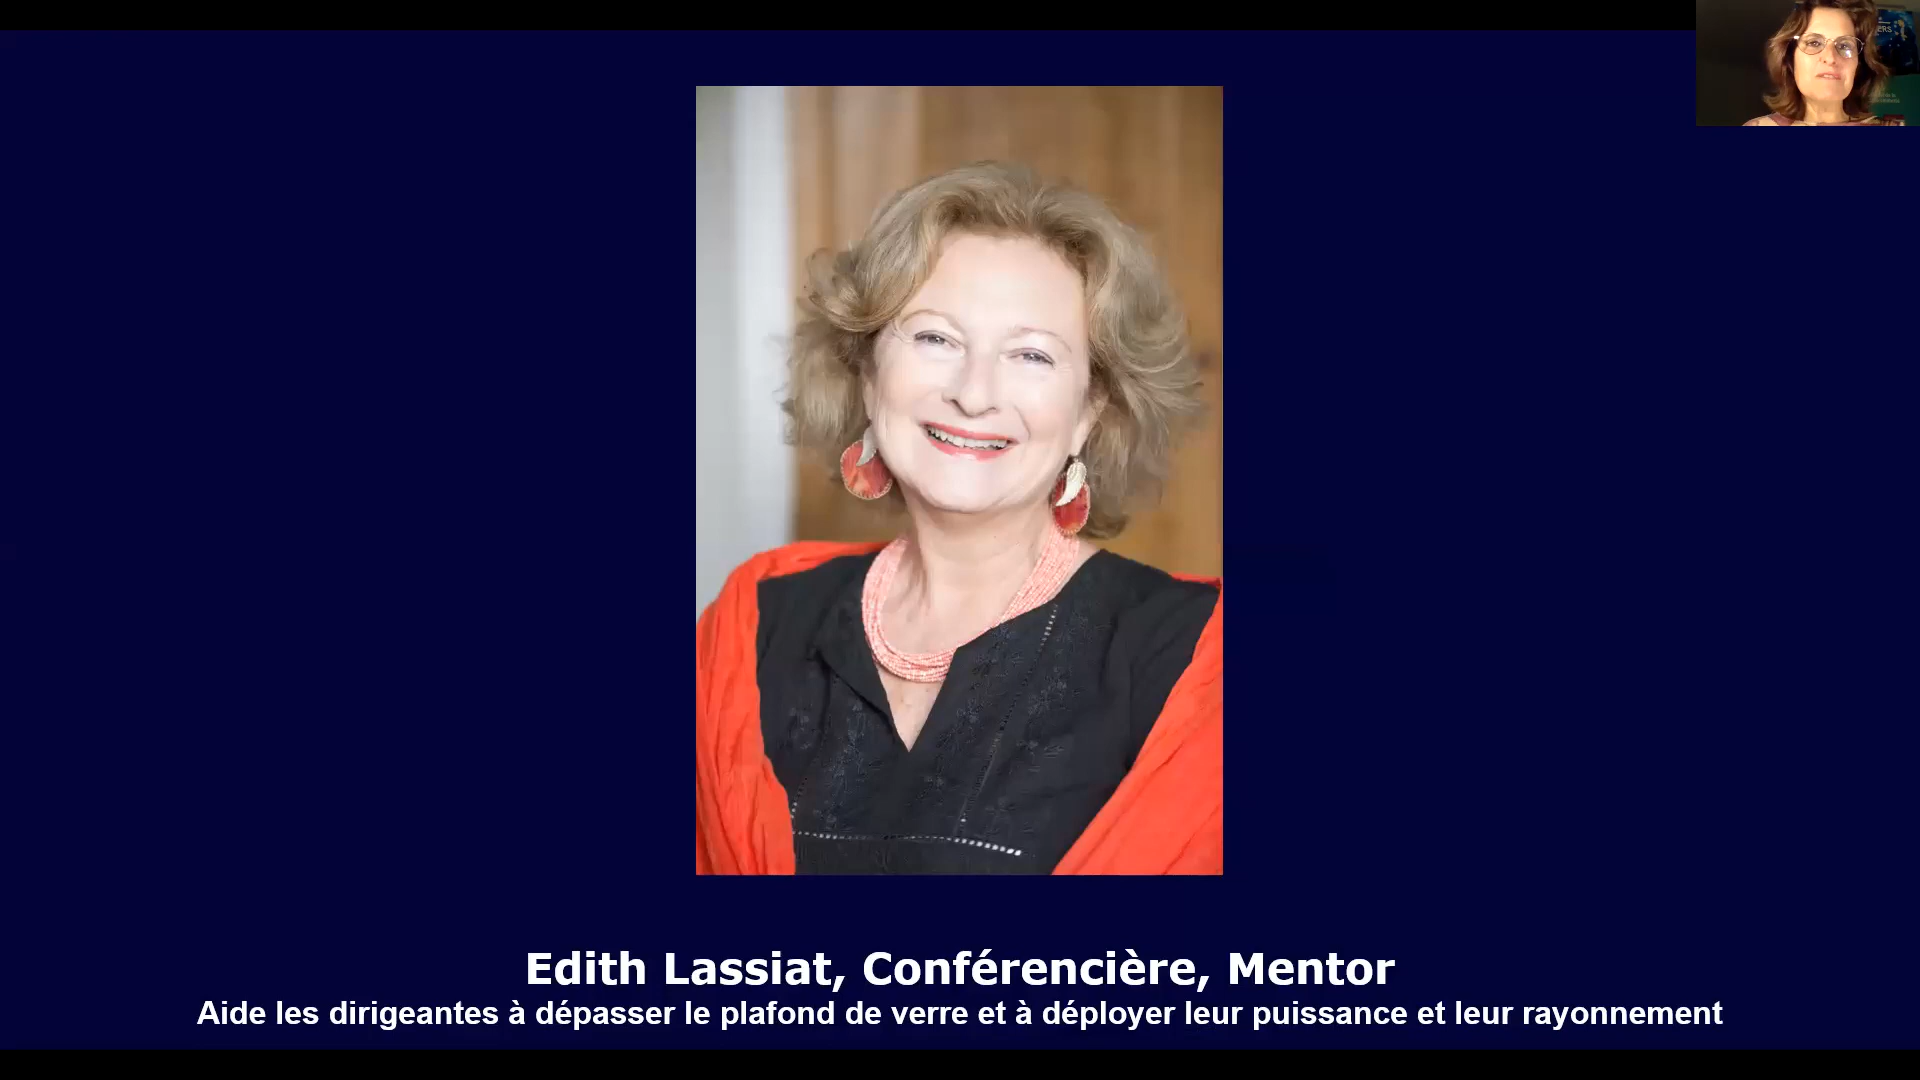 Edith Lassiat, Conférencière, Mentor
Aide les dirigeantes à dépasser le plafond de verre et à déployer leur puissance et leur rayonnement